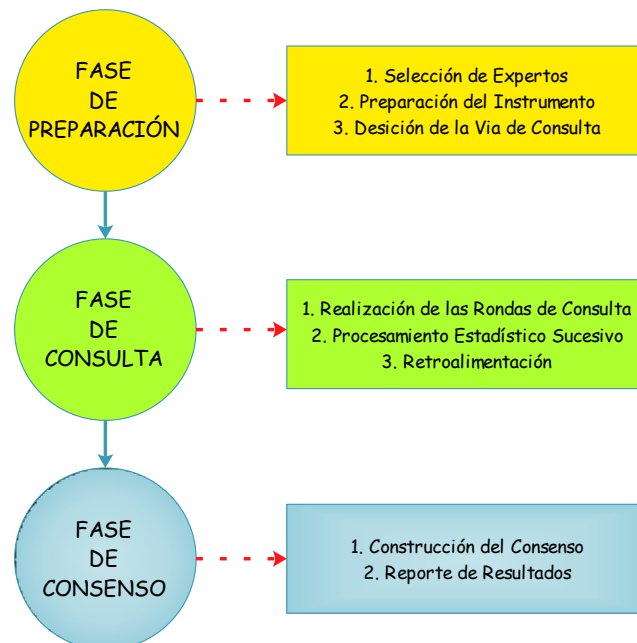 FASE
DE
PREPARACIÓN
1. Selección de Expertos
2. Preparación del Instrumento
3. Desición de la Via de Consulta
FASE
DE
CONSULTA
1. Realización de las Rondas de Consulta
2. Procesamiento Estadístico Sucesivo
3. Retroalimentación
FASE
DE
CONSENSO
1. Construcción del Consenso
2. Reporte de Resultados